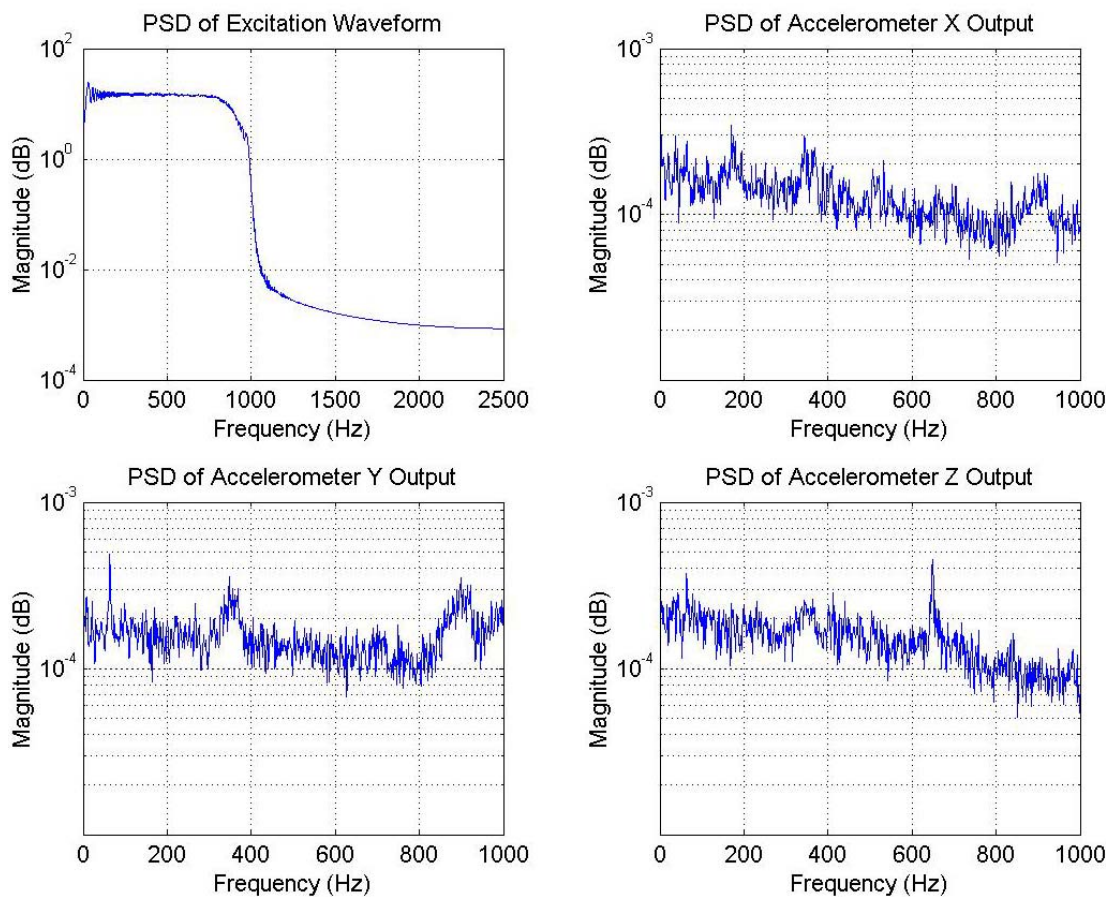 PSD of Excitation Waveform
10^2
10^0
10^-2
10^-4
Magnitude (dB)
0 500 1000 1500 2000 2500
Frequency (Hz)
PSD of Accelerometer X Output
10^-3
10^-4
Magnitude (dB)
0 200 400 600 800 1000
Frequency (Hz)
PSD of Accelerometer Y Output
10^-3
10^-4
Magnitude (dB)
0 200 400 600 800 1000
Frequency (Hz)
PSD of Accelerometer Z Output
10^-3
10^-4
Magnitude (dB)
0 200 400 600 800 1000
Frequency (Hz)